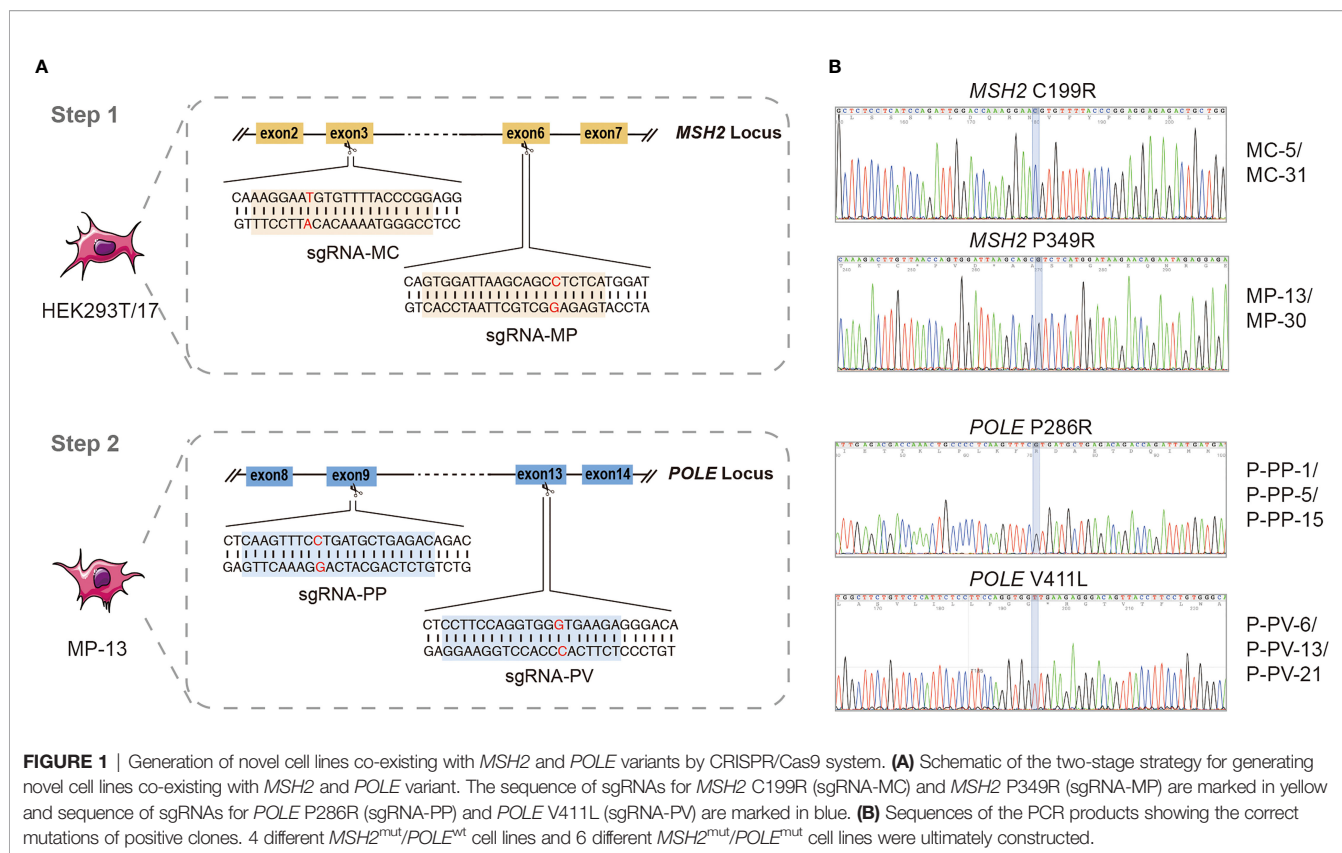 A
Step 1
exon2
exon3
exon6
exon7
MSH2 Locus
CAAAGGAATGTGTTTTACCCGGAGG
GTTTCCTTACACAAAATGGGCCTCC
sgRNA-MC
CAGTGGATTAAGCAGCCTCTCATGGAT
GTCACCTAATTCGTCGGAGAGTACCTA
sgRNA-MP
HEK293T/17
Step 2
exon8
exon9
exon13
exon14
POLE Locus
CTCAAGTTTCCTGATGCTGAGACAGAC
GAGTTCAAAGGACTACGACTCTGTCTG
sgRNA-PP
CTCCTTCCAGGTGGGTGAAGAGGGACA
GAGGAAGGTCCACCCACTTCTCCCTGT
sgRNA-PV
MP-13
B
MSH2 C199R
GCTCTCCTCATCCAGATTGGACCAAAGGAACGTGTTTTACCCGGAGGAGAGACTGCTGG
MC-5/
MC-31
MSH2 P349R
CAAAGACTTGTTAACCAGTGGATTAAGCAGCGTCTCATGGATAAGAACAGAATAGAGGAGA
MP-13/
MP-30
POLE P286R
ATTGAGACGACCAAACTGCCCCTCAAGTTTCGTGATGCTGAGACAGACCAGATTATGATGA
P-PP-1/
P-PP-5/
P-PP-15
POLE V411L
TGGCTTCTGTTCTCATTCTCCTTCCAGGTGGTTGAAGAGGGACAGTTACCTTCCTGTGGGCA
P-PV-6/
P-PV-13/
P-PV-21
FIGURE 1 | Generation of novel cell lines co-existing with MSH2 and POLE variants by CRISPR/Cas9 system. (A) Schematic of the two-stage strategy for generating
novel cell lines co-existing with MSH2 and POLE variant. The sequence of sgRNAs for MSH2 C199R (sgRNA-MC) and MSH2 P349R (sgRNA-MP) are marked in yellow
and sequence of sgRNAs for POLE P286R (sgRNA-PP) and POLE V411L (sgRNA-PV) are marked in blue. (B) Sequences of the PCR products showing the correct
mutations of positive clones. 4 different MSH2mut/POLEwt cell lines and 6 different MSH2mut/POLEmut cell lines were ultimately constructed.